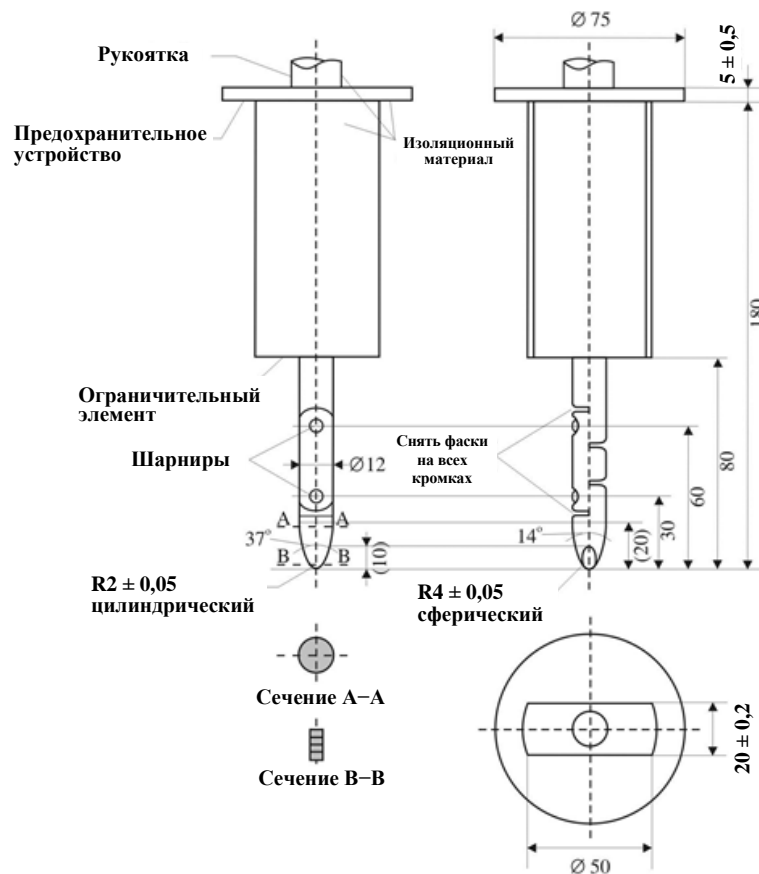 Ø 75
5 ± 0,5
Рукоятка
Предохранительное
устройство
Изоляционный
материал
180
Ограничительный
элемент
Снять фаски
на всех
кромках
Шарниры
Ø12
80
60
30
(20)
A A
37°
14°
B B
(10)
R2 ± 0,05
цилиндрический
R4 ± 0,05
сферический
Сечение A–A
Сечение B–B
20 ± 0,2
Ø 50